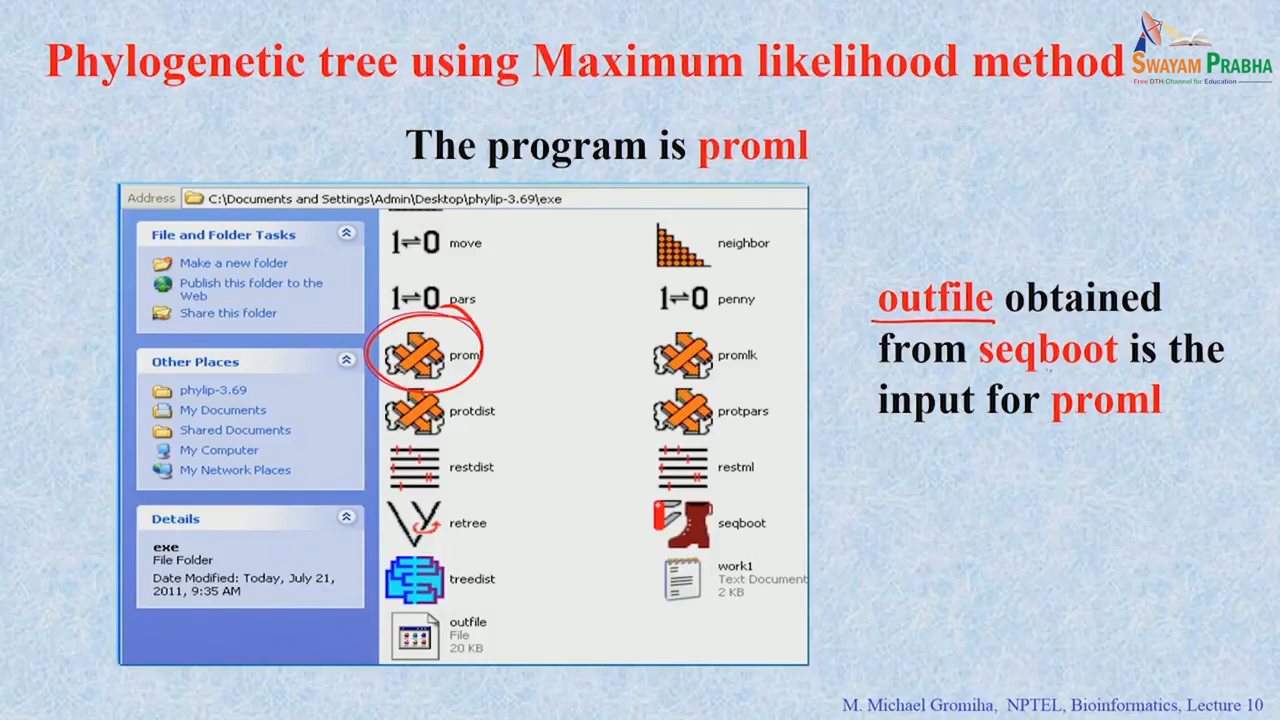 Phylogenetic tree using Maximum likelihood method
SWAYAM PRABHA
Free DTH Channel for Education
The program is proml
Address C:\Documents and Settings\Admin\Desktop\phylip-3.69\exe
File and Folder Tasks
Make a new folder
Publish this folder to the
Web
Share this folder
Other Places
phylip-3.69
My Documents
Shared Documents
My Computer
My Network Places
Details
exe
File Folder
Date Modified: Today, July 21,
2011, 9:35 AM
move
neighbor
pars
penny
prom
promlk
protdist
protpars
restdist
restml
retree
seqboot
treedist
work1
Text Document
2 KB
outfile
File
20 KB
outfile obtained
from seqboot is the
input for proml
M. Michael Gromiha, NPTEL, Bioinformatics, Lecture 10